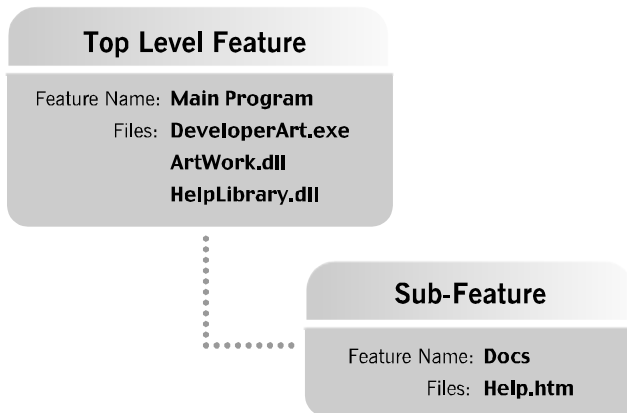 Top Level Feature
Feature Name: Main Program
Files: DeveloperArt.exe
ArtWork.dll
HelpLibrary.dll
Sub-Feature
Feature Name: Docs
Files: Help.htm